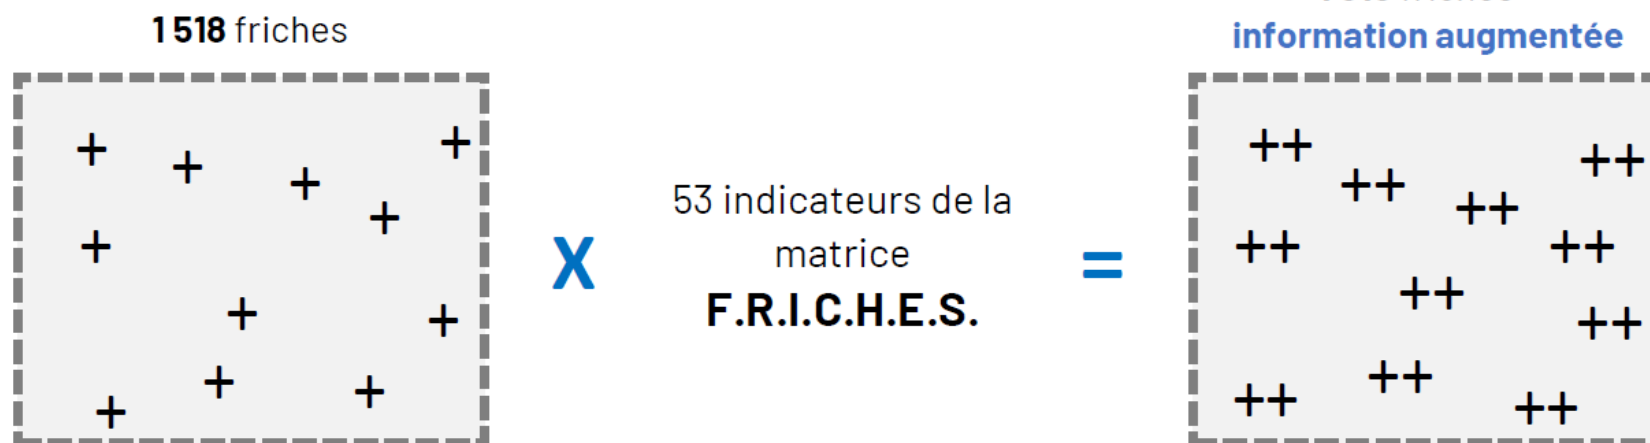 1 518 friches
information augmentée
53 indicateurs de la
matrice
F.R.I.C.H.E.S.
X
=